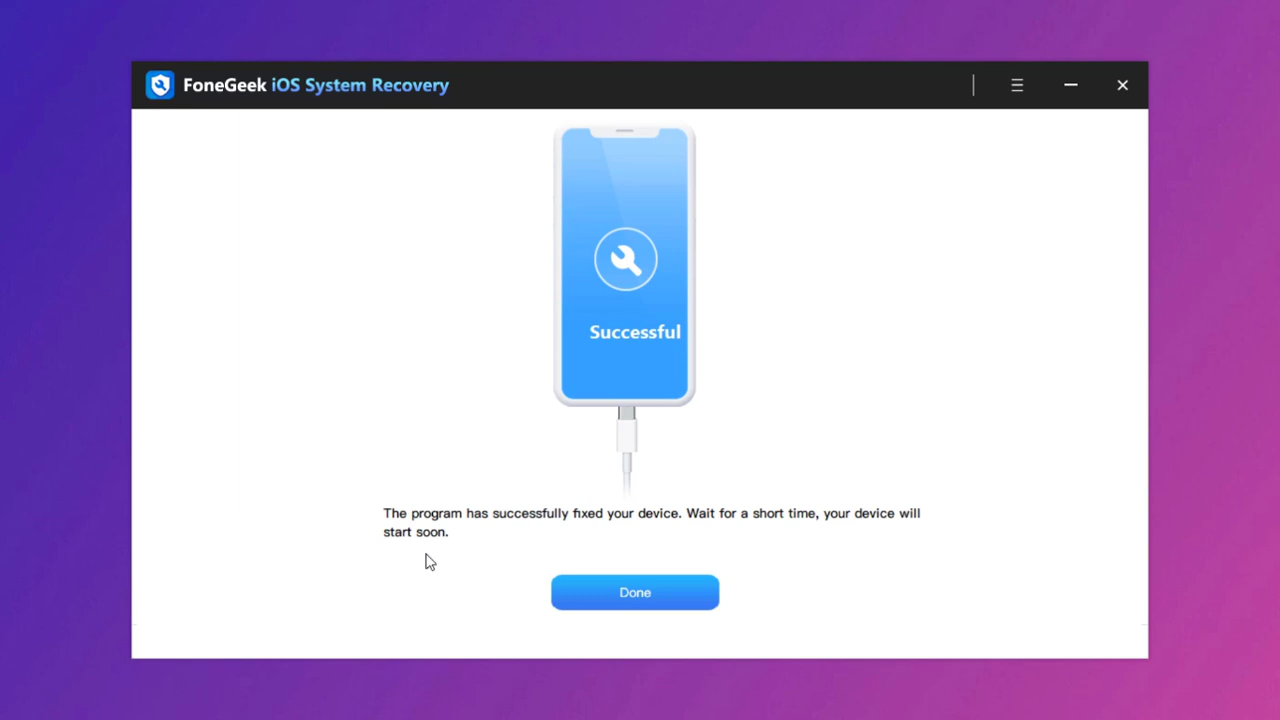 FoneGeek iOS System Recovery
Successful
The program has successfully fixed your device. Wait for a short time, your device will
start soon.
Done